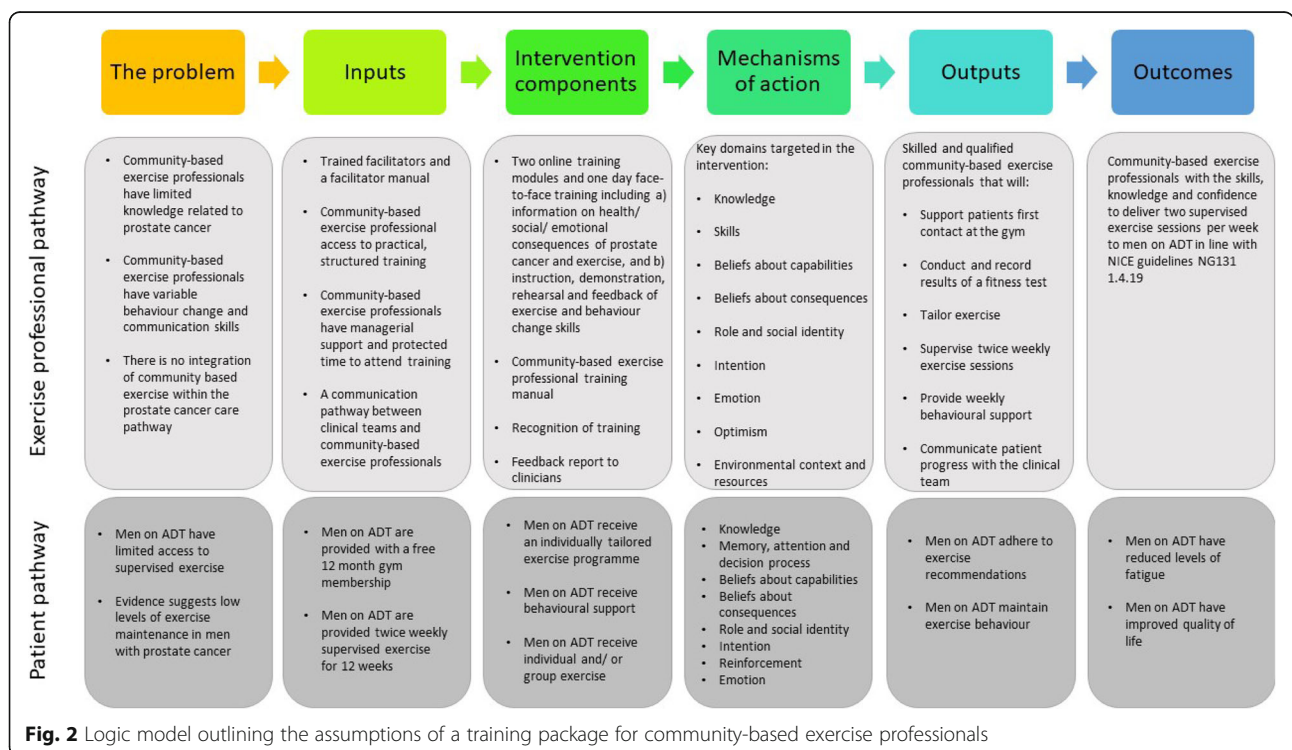 The problem
Inputs
Intervention
components
Mechanisms
of action
Outputs
Outcomes
Exercise professional pathway
• Community-based
exercise professionals
have limited
knowledge related to
prostate cancer
• Community-based
exercise professionals
have variable
behaviour change and
communication skills
• There is no integration
of community based
exercise within the
prostate cancer care
pathway
• Trained facilitators and
a facilitator manual
• Community-based
exercise professional
access to practical,
structured training
• Community-based
exercise professionals
have managerial
support and protected
time to attend training
• A communication
pathway between
clinical teams and
community-based
exercise professionals
• Two online training
modules and one day face-
to-face training including a)
information on health/
social/ emotional
consequences of prostate
cancer and exercise, and b)
instruction, demonstration,
rehearsal and feedback of
exercise and behaviour
change skills
• Community-based exercise
professional training
manual
• Recognition of training
• Feedback report to
clinicians
Key domains targeted in the
intervention:
• Knowledge
• Skills
• Beliefs about capabilities
• Beliefs about consequences
• Role and social identity
• Intention
• Emotion
• Optimism
• Environmental context and
resources
Skilled and qualified
community-based exercise
professionals that will:
• Support patients first
contact at the gym
• Conduct and record
results of a fitness test
• Tailor exercise
• Supervise twice weekly
exercise sessions
• Provide weekly
behavioural support
• Communicate patient
progress with the clinical
team
Community-based exercise
professionals with the skills,
knowledge and confidence
to deliver two supervised
exercise sessions per week
to men on ADT in line with
NICE guidelines NG131
1.4.19
Patient pathway
• Men on ADT have
limited access to
supervised exercise
• Evidence suggests low
levels of exercise
maintenance in men
with prostate cancer
• Men on ADT are
provided with a free
12 month gym
membership
• Men on ADT are
provided twice weekly
supervised exercise
for 12 weeks
• Men on ADT receive
an individually tailored
exercise programme
• Men on ADT receive
behavioural support
• Men on ADT receive
individual and/ or
group exercise
• Knowledge
• Memory, attention and
decision process
• Beliefs about capabilities
• Beliefs about
consequences
• Role and social identity
• Intention
• Reinforcement
• Emotion
• Men on ADT adhere to
exercise
recommendations
• Men on ADT maintain
exercise behaviour
• Men on ADT have
reduced levels of
fatigue
• Men on ADT have
improved quality of
life
Fig. 2 Logic model outlining the assumptions of a training package for community-based exercise professionals